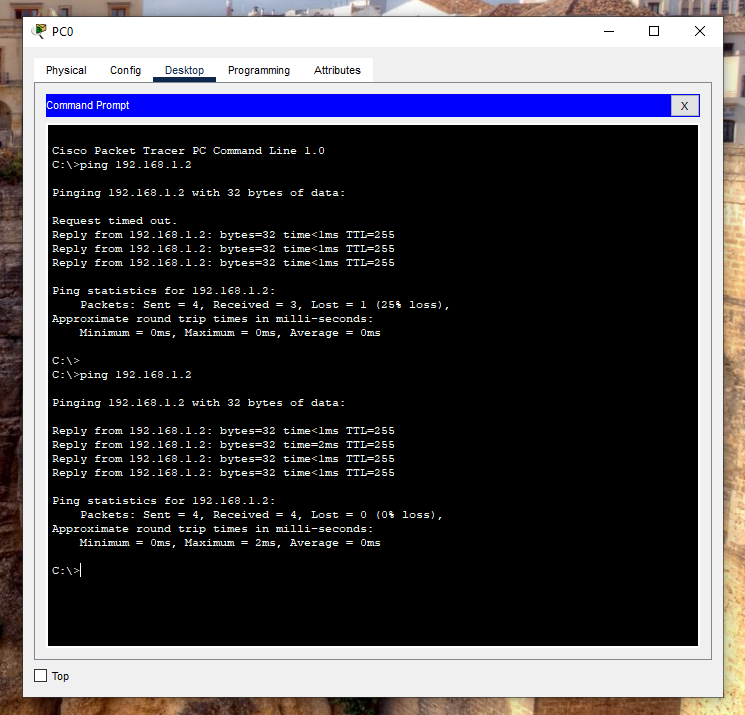 PC0
Physical Config Desktop Programming Attributes
Command Prompt X
Cisco Packet Tracer PC Command Line 1.0
C:\>ping 192.168.1.2
Pinging 192.168.1.2 with 32 bytes of data:
Request timed out.
Reply from 192.168.1.2: bytes=32 time<1ms TTL=255
Reply from 192.168.1.2: bytes=32 time<1ms TTL=255
Reply from 192.168.1.2: bytes=32 time<1ms TTL=255
Ping statistics for 192.168.1.2:
Packets: Sent = 4, Received = 3, Lost = 1 (25% loss),
Approximate round trip times in milli-seconds:
Minimum = 0ms, Maximum = 0ms, Average = 0ms
C:\>
C:\>ping 192.168.1.2
Pinging 192.168.1.2 with 32 bytes of data:
Reply from 192.168.1.2: bytes=32 time<1ms TTL=255
Reply from 192.168.1.2: bytes=32 time=2ms TTL=255
Reply from 192.168.1.2: bytes=32 time<1ms TTL=255
Reply from 192.168.1.2: bytes=32 time<1ms TTL=255
Ping statistics for 192.168.1.2:
Packets: Sent = 4, Received = 4, Lost = 0 (0% loss),
Approximate round trip times in milli-seconds:
Minimum = 0ms, Maximum = 2ms, Average = 0ms
C:\>
Top